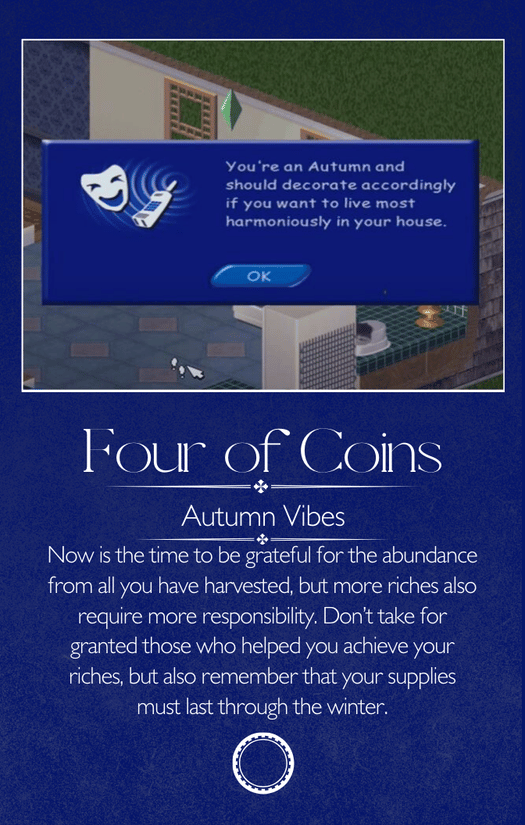 You're an Autumn and
should decorate accordingly
if you want to live most
harmoniously in your house.
OK
Four of Coins
Autumn Vibes
Now is the time to be grateful for the abundance
from all you have harvested, but more riches also
require more responsibility. Don't take for
granted those who helped you achieve your
riches, but also remember that your supplies
must last through the winter.